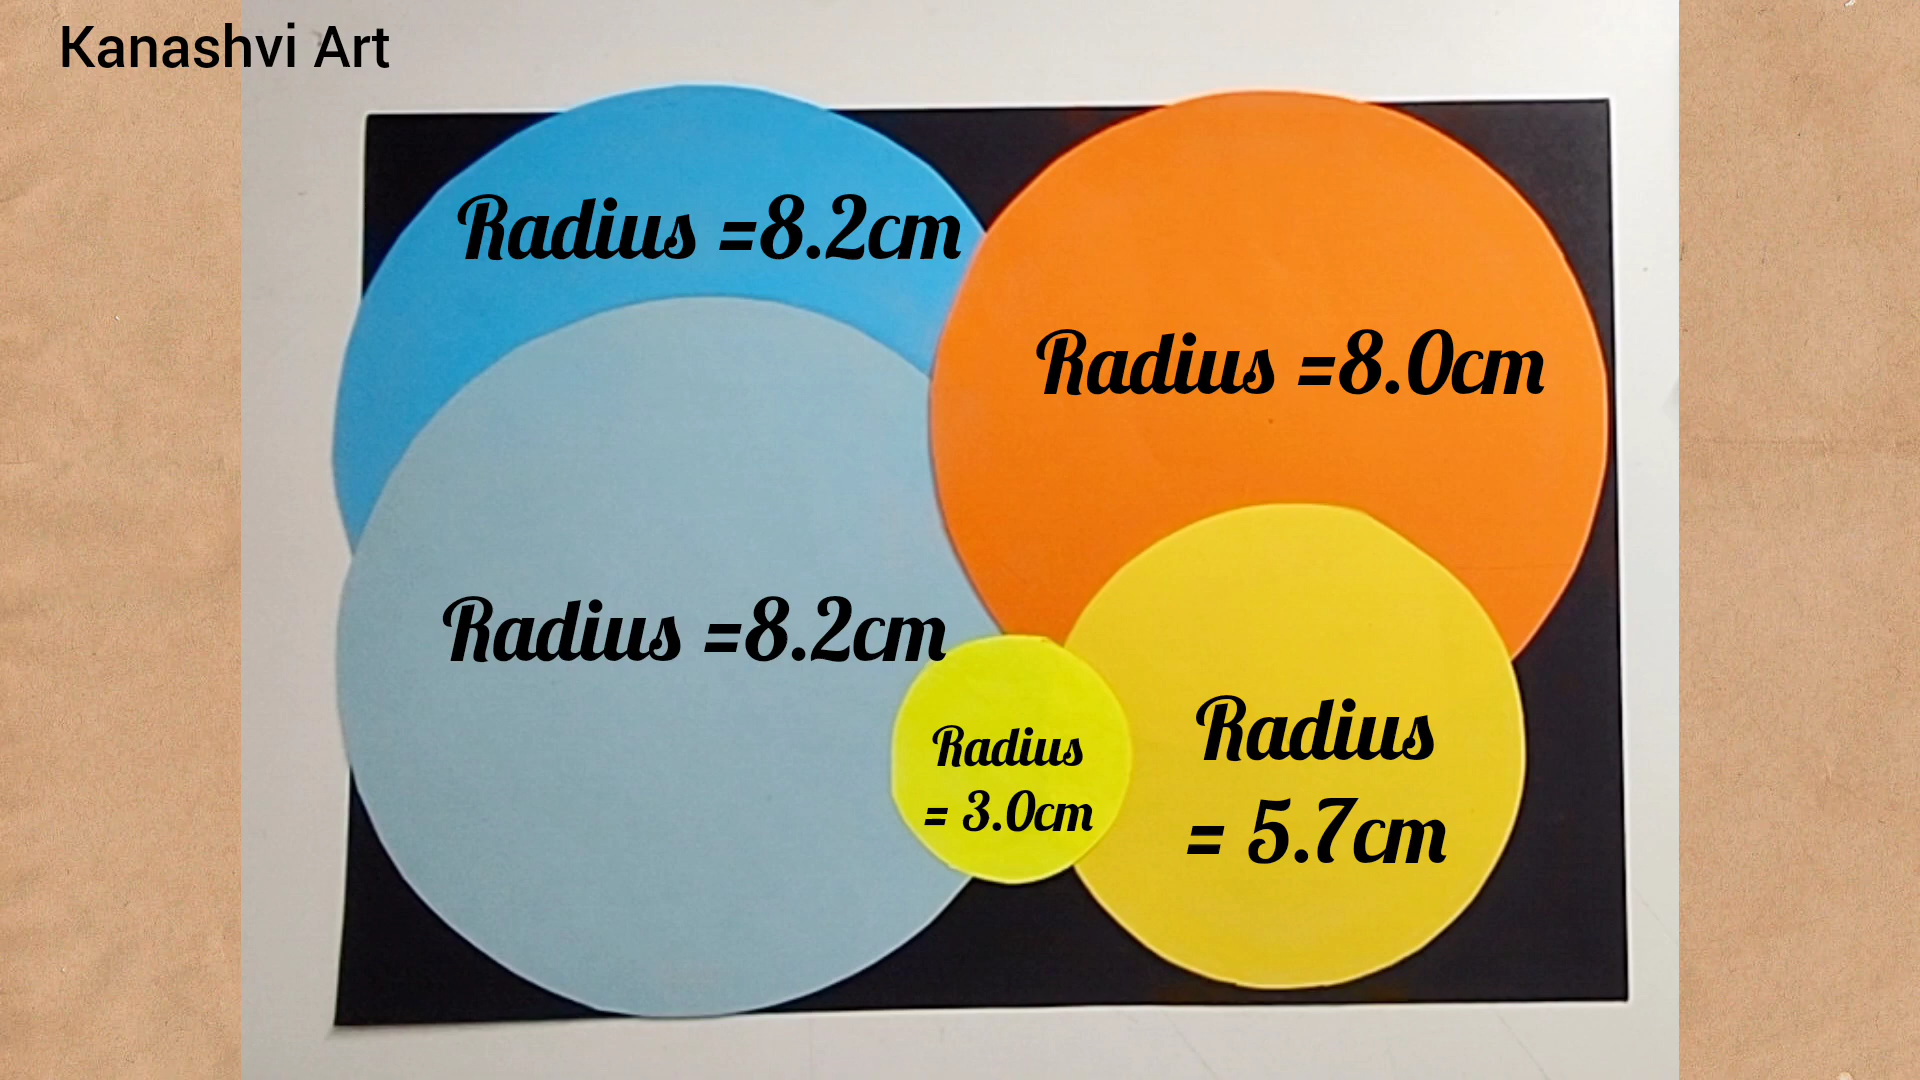 Kanashvi Art
Radius =8.2cm
Radius =8.0cm
Radius =8.2cm
Radius
= 3.0cm
Radius
= 5.7cm